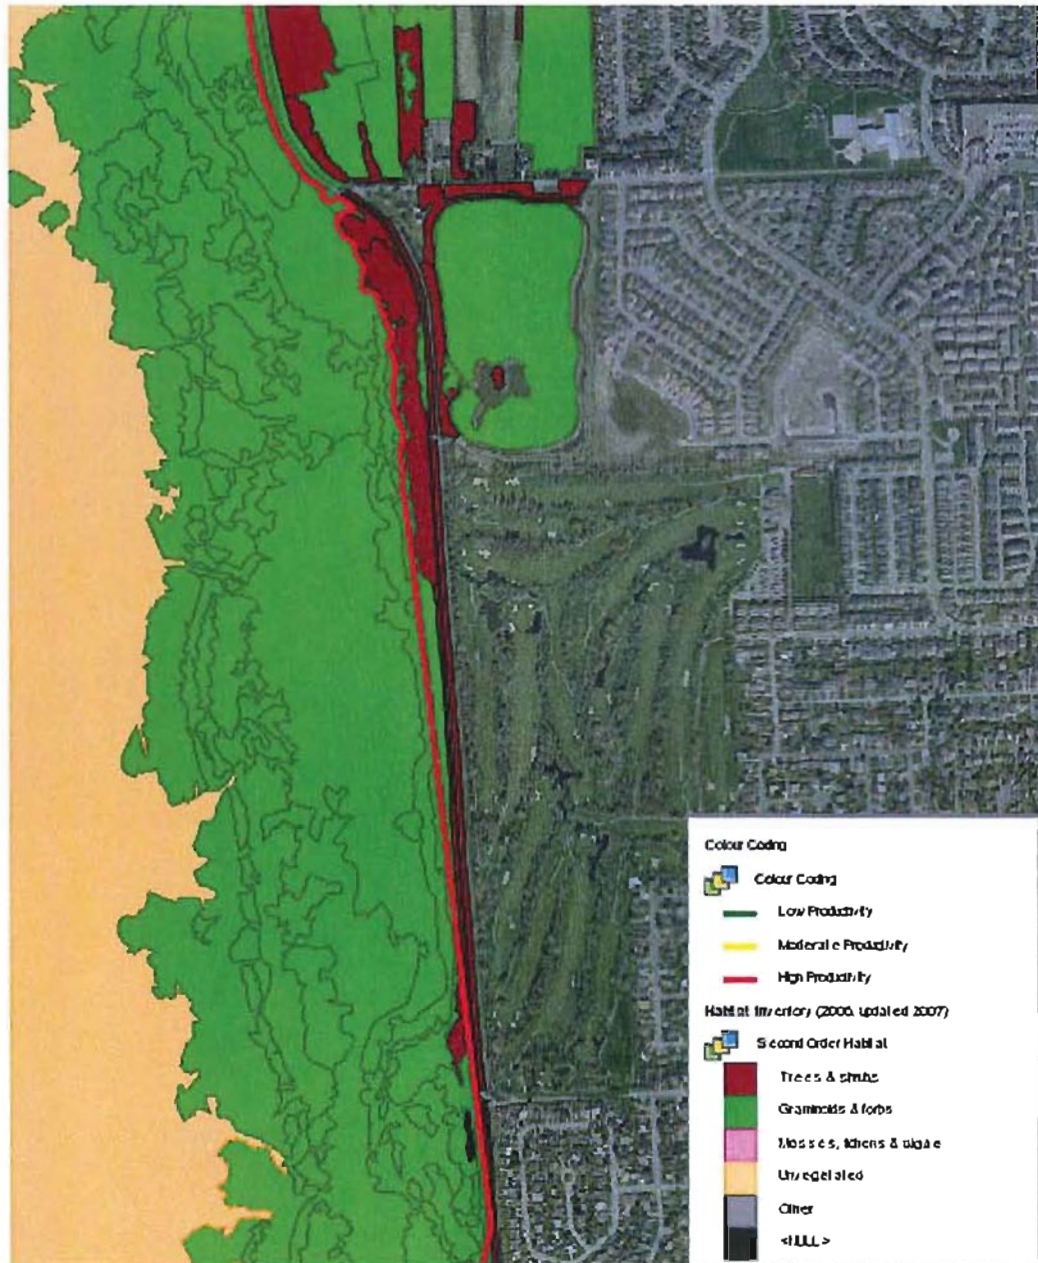 Colour Coding
Colour Coding
Low Productivity
Moderate Productivity
High Productivity
Habitat Inventory (2006, updated 2007)
Second Order Habitat
Trees & shrubs
Graminoids & forbs
Mosses, lichens & algae
Unvegetated
Other
<NULL>